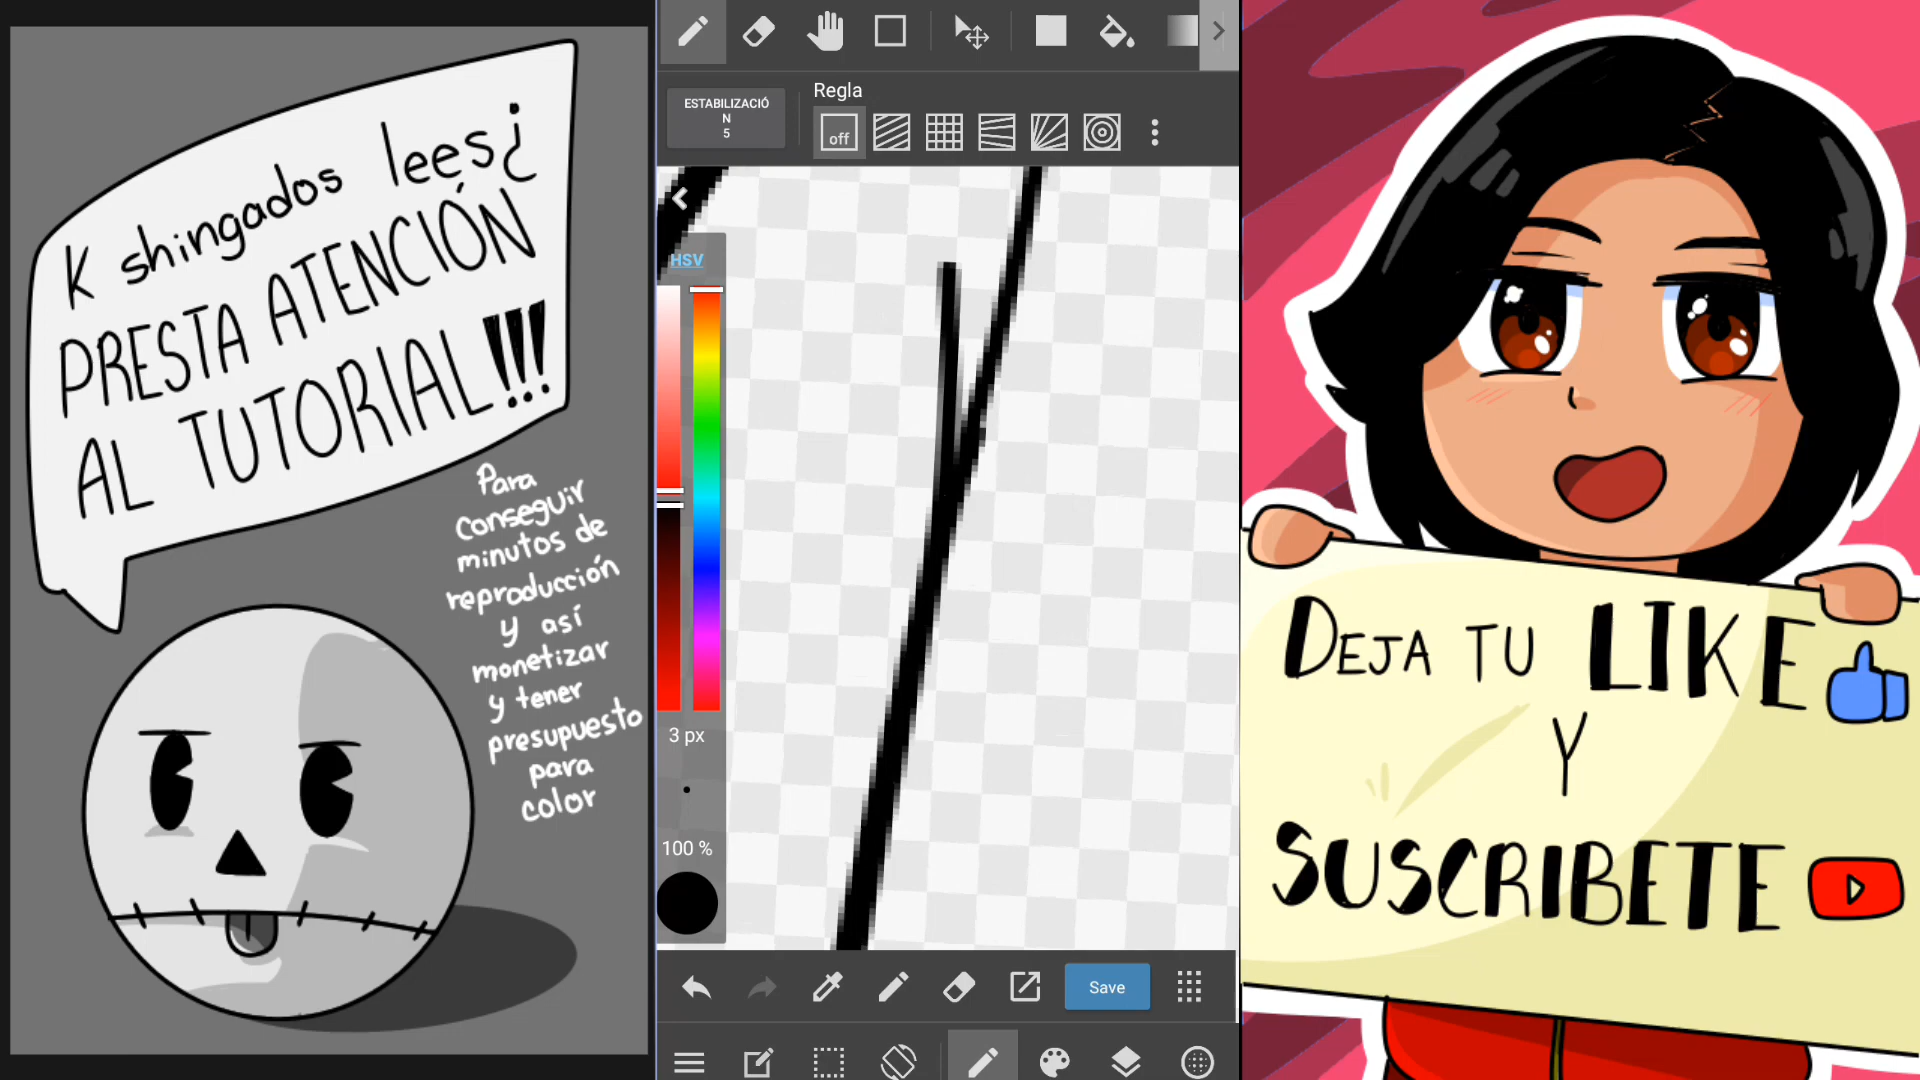 K shingados lees¿
PRESTA ATENCIÓN
AL TUTORIAL!!!
Para
conseguir
minutos de
reproducción
y así
monetizar
y tener
presupuesto
para
color
ESTABILIZACIÓ
N
5
Regla
off
HSV
3 px
100 %
Save
DEJA TU LIKE
Y
SUSCRIBETE